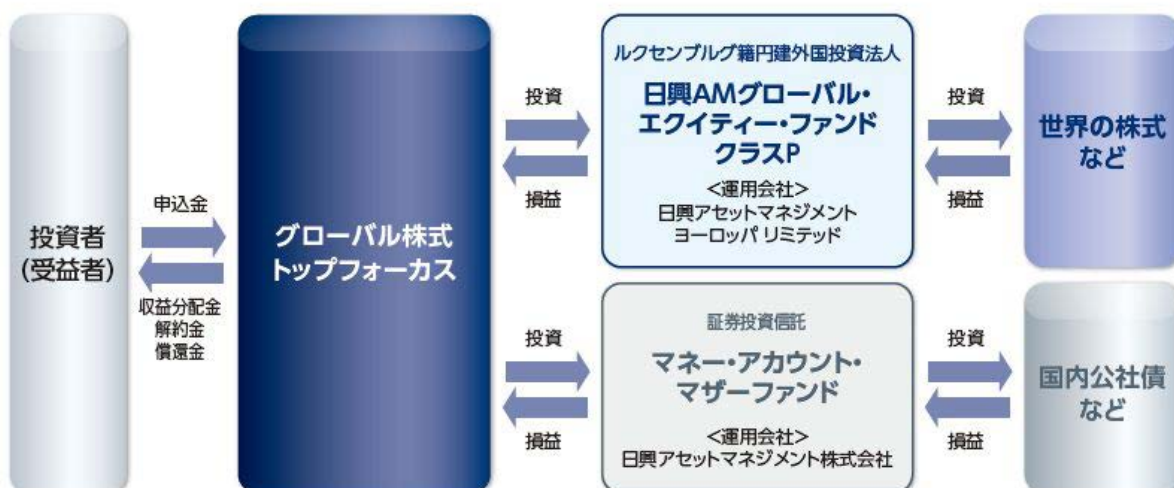 投資者
(受益者)
申込金
収益分配金
解約金
償還金
グローバル株式
トップフォーカス
投資
損益
ルクセンブルグ籍円建外国投資法人
日興AMグローバル・
エクイティー・ファンド
クラスP
<運用会社>
日興アセットマネジメント
ヨーロッパ リミテッド
投資
損益
世界の株式
など
投資
損益
証券投資信託
マネー・アカウント・
マザーファンド
<運用会社>
日興アセットマネジメント株式会社
投資
損益
国内公社債
など